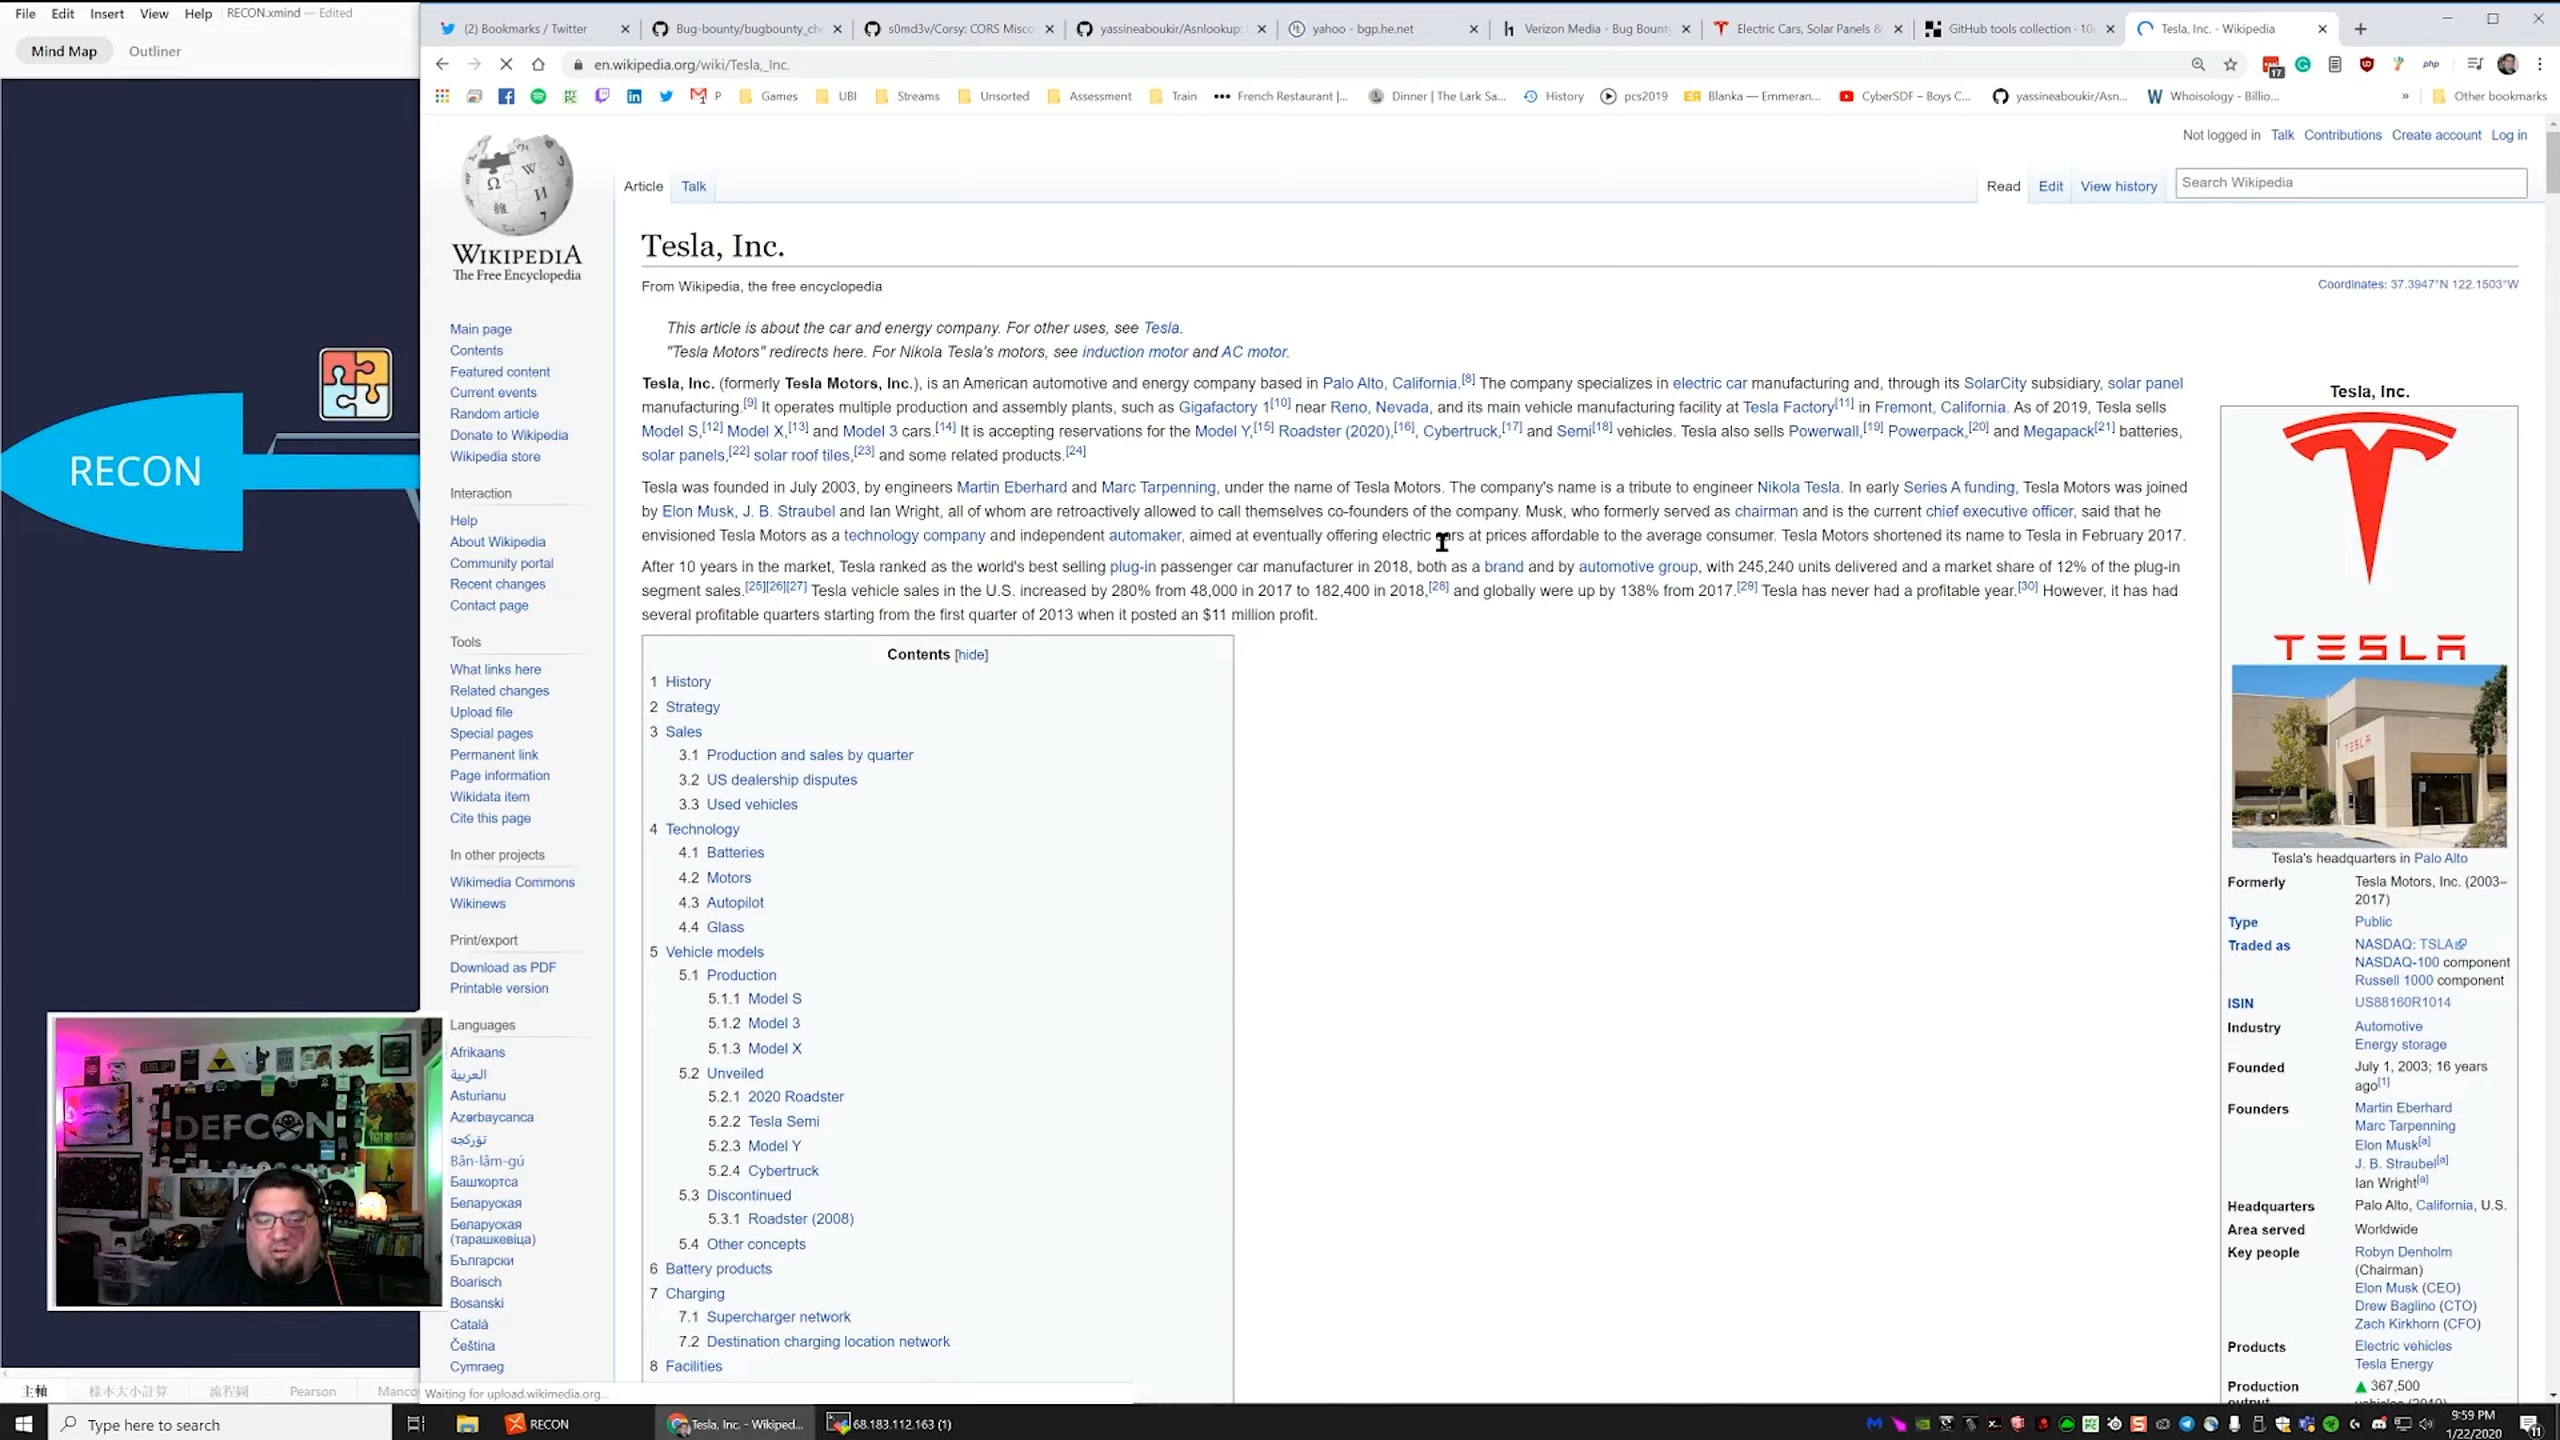 File Edit Insert View Help RECON.xmind — Edited
Mind Map Outliner
RECON
(2) Bookmarks / Twitter
Bug-bounty/bugbounty_che
s0md3v/Corsy: CORS Misco
yassineaboukir/Asnlookup:
yahoo - bgp.he.net
Verizon Media - Bug Bounty
Electric Cars, Solar Panels &
GitHub tools collection · 10
Tesla, Inc. - Wikipedia
en.wikipedia.org/wiki/Tesla,_Inc.
17
php
P Games UBI Streams Unsorted Assessment Train French Restaurant |... Dinner | The Lark Sa... History pcs2019 Blanka — Emmeran... CyberSDF – Boys C... yassineaboukir/Asn... Whoisology - Billio... » Other bookmarks
Not logged in Talk Contributions Create account Log in
Article Talk
Read Edit View history Search Wikipedia
WIKIPEDIA
The Free Encyclopedia
Main page
Contents
Featured content
Current events
Random article
Donate to Wikipedia
Wikipedia store
Interaction
Help
About Wikipedia
Community portal
Recent changes
Contact page
Tools
What links here
Related changes
Upload file
Special pages
Permanent link
Page information
Wikidata item
Cite this page
In other projects
Wikimedia Commons
Wikinews
Print/export
Download as PDF
Printable version
Languages
Afrikaans
العربية
Asturianu
Azərbaycanca
تۆرکجه
Bân-lâm-gú
Башҡортса
Беларуская
Беларуская
(тарашкевіца)
Български
Boarisch
Bosanski
Català
Čeština
Cymraeg
Tesla, Inc.
From Wikipedia, the free encyclopedia
Coordinates: 37.3947°N 122.1503°W
This article is about the car and energy company. For other uses, see Tesla.
"Tesla Motors" redirects here. For Nikola Tesla's motors, see induction motor and AC motor.
Tesla, Inc. (formerly Tesla Motors, Inc.), is an American automotive and energy company based in Palo Alto, California.[8] The company specializes in electric car manufacturing and, through its SolarCity subsidiary, solar panel
manufacturing.[9] It operates multiple production and assembly plants, such as Gigafactory 1[10] near Reno, Nevada, and its main vehicle manufacturing facility at Tesla Factory[11] in Fremont, California. As of 2019, Tesla sells
Model S,[12] Model X,[13] and Model 3 cars.[14] It is accepting reservations for the Model Y,[15] Roadster (2020),[16], Cybertruck,[17] and Semi[18] vehicles. Tesla also sells Powerwall,[19] Powerpack,[20] and Megapack[21] batteries,
solar panels,[22] solar roof tiles,[23] and some related products.[24]
Tesla was founded in July 2003, by engineers Martin Eberhard and Marc Tarpenning, under the name of Tesla Motors. The company's name is a tribute to engineer Nikola Tesla. In early Series A funding, Tesla Motors was joined
by Elon Musk, J. B. Straubel and Ian Wright, all of whom are retroactively allowed to call themselves co-founders of the company. Musk, who formerly served as chairman and is the current chief executive officer, said that he
envisioned Tesla Motors as a technology company and independent automaker, aimed at eventually offering electric cars at prices affordable to the average consumer. Tesla Motors shortened its name to Tesla in February 2017.
After 10 years in the market, Tesla ranked as the world's best selling plug-in passenger car manufacturer in 2018, both as a brand and by automotive group, with 245,240 units delivered and a market share of 12% of the plug-in
segment sales.[25][26][27] Tesla vehicle sales in the U.S. increased by 280% from 48,000 in 2017 to 182,400 in 2018,[28] and globally were up by 138% from 2017.[29] Tesla has never had a profitable year.[30] However, it has had
several profitable quarters starting from the first quarter of 2013 when it posted an $11 million profit.
Contents [hide]
1 History
2 Strategy
3 Sales
3.1 Production and sales by quarter
3.2 US dealership disputes
3.3 Used vehicles
4 Technology
4.1 Batteries
4.2 Motors
4.3 Autopilot
4.4 Glass
5 Vehicle models
5.1 Production
5.1.1 Model S
5.1.2 Model 3
5.1.3 Model X
5.2 Unveiled
5.2.1 2020 Roadster
5.2.2 Tesla Semi
5.2.3 Model Y
5.2.4 Cybertruck
5.3 Discontinued
5.3.1 Roadster (2008)
5.4 Other concepts
6 Battery products
7 Charging
7.1 Supercharger network
7.2 Destination charging location network
8 Facilities
Tesla, Inc.
TESLA
TESLA
Tesla's headquarters in Palo Alto
Formerly Tesla Motors, Inc. (2003–
2017)
Type Public
Traded as NASDAQ: TSLA
NASDAQ-100 component
Russell 1000 component
ISIN US88160R1014
Industry Automotive
Energy storage
Founded July 1, 2003; 16 years
ago[1]
Founders Martin Eberhard
Marc Tarpenning
Elon Musk[a]
J. B. Straubel[a]
Ian Wright[a]
Headquarters Palo Alto, California, U.S.
Area served Worldwide
Key people Robyn Denholm
(Chairman)
Elon Musk (CEO)
Drew Baglino (CTO)
Zach Kirkhorn (CFO)
Products Electric vehicles
Tesla Energy
Production 367,500
output vehicles (2019)
DEFCON
主軸 樣本大小計算 流程圖 Pearson Manco
Waiting for upload.wikimedia.org...
Type here to search
RECON
Tesla, Inc. - Wikiped...
68.183.112.163 (1)
9:59 PM
1/22/2020
11